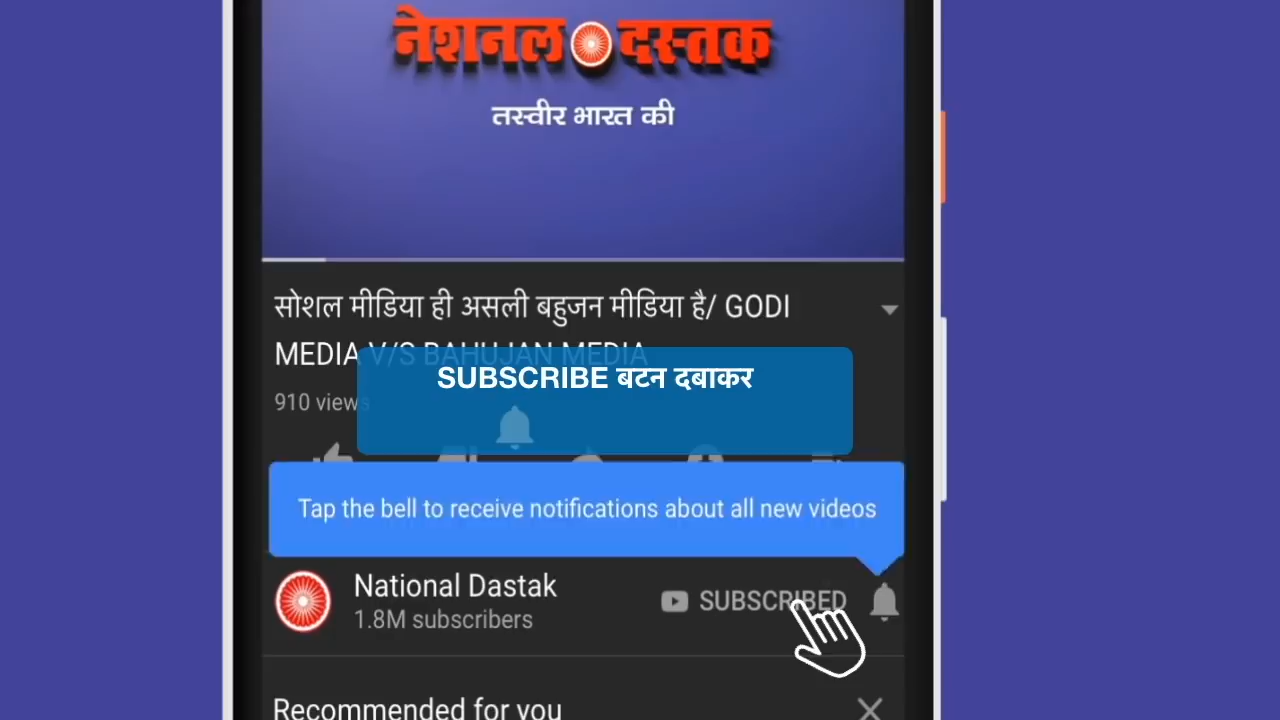 नेशनल दस्तक
तस्वीर भारत की
सोशल मीडिया ही असली बहुजन मीडिया है/ GODI
MEDIA V/S BAHUJAN MEDIA
910 views
SUBSCRIBE बटन दबाकर
Tap the bell to receive notifications about all new videos
National Dastak
SUBSCRIBED
1.8M subscribers
Recommended for you